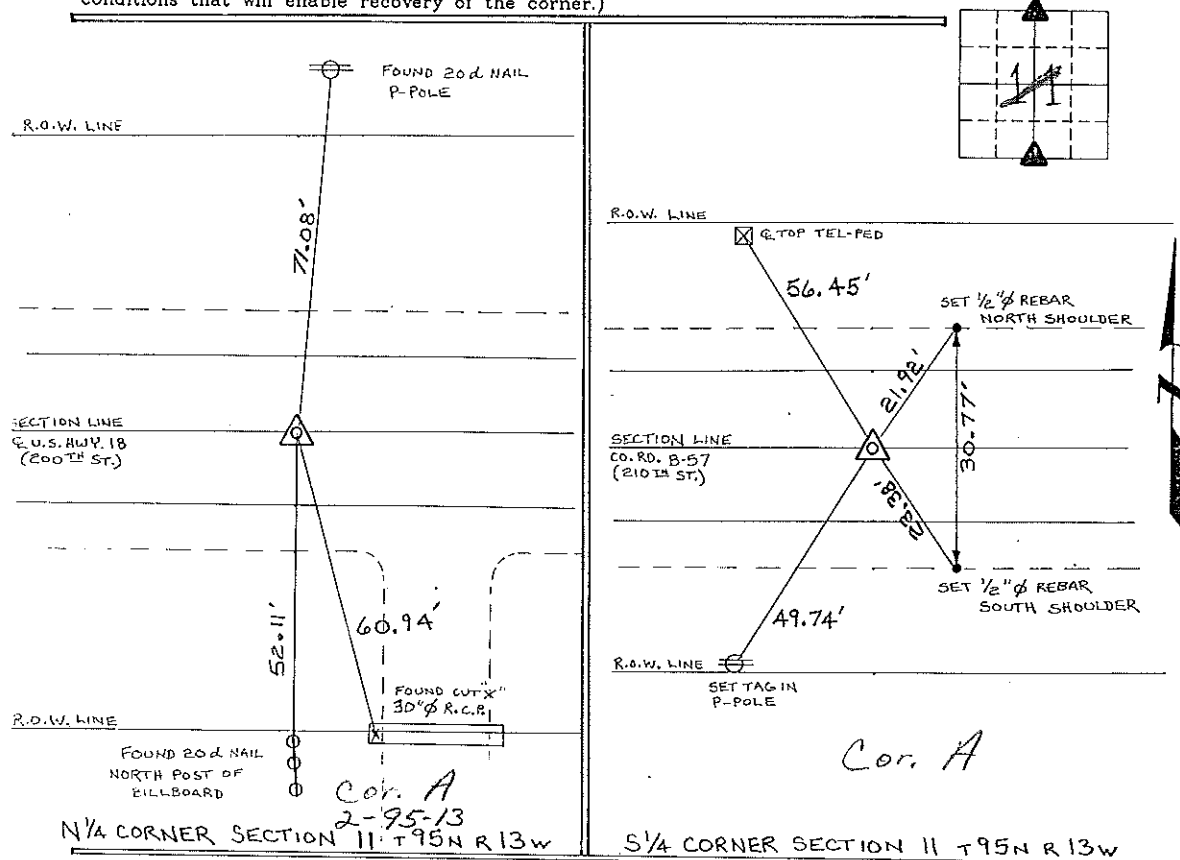 conditions that will enable recovery of the corner.)
FOUND 20d NAIL
P-POLE
R.O.W. LINE
71.08'
SECTION LINE
℄ U.S. HWY. 18
(200TH ST.)
52.11'
60.94'
FOUND CUT "X"
30"⌀ R.C.P.
X
R.O.W. LINE
FOUND 20d NAIL
NORTH POST OF
BILLBOARD
Cor. A
2-95-13
N1/4 CORNER SECTION 11 T95N R13W
11
R.O.W. LINE
X
℄ TOP TEL-PED
56.45'
SET 1/2"⌀ REBAR
NORTH SHOULDER
21.92'
30.77'
SECTION LINE
CO. RD. B-57
(210TH ST.)
23.38'
SET 1/2"⌀ REBAR
SOUTH SHOULDER
49.74'
R.O.W. LINE
SET TAG IN
P-POLE
Cor. A
S1/4 CORNER SECTION 11 T95N R13W